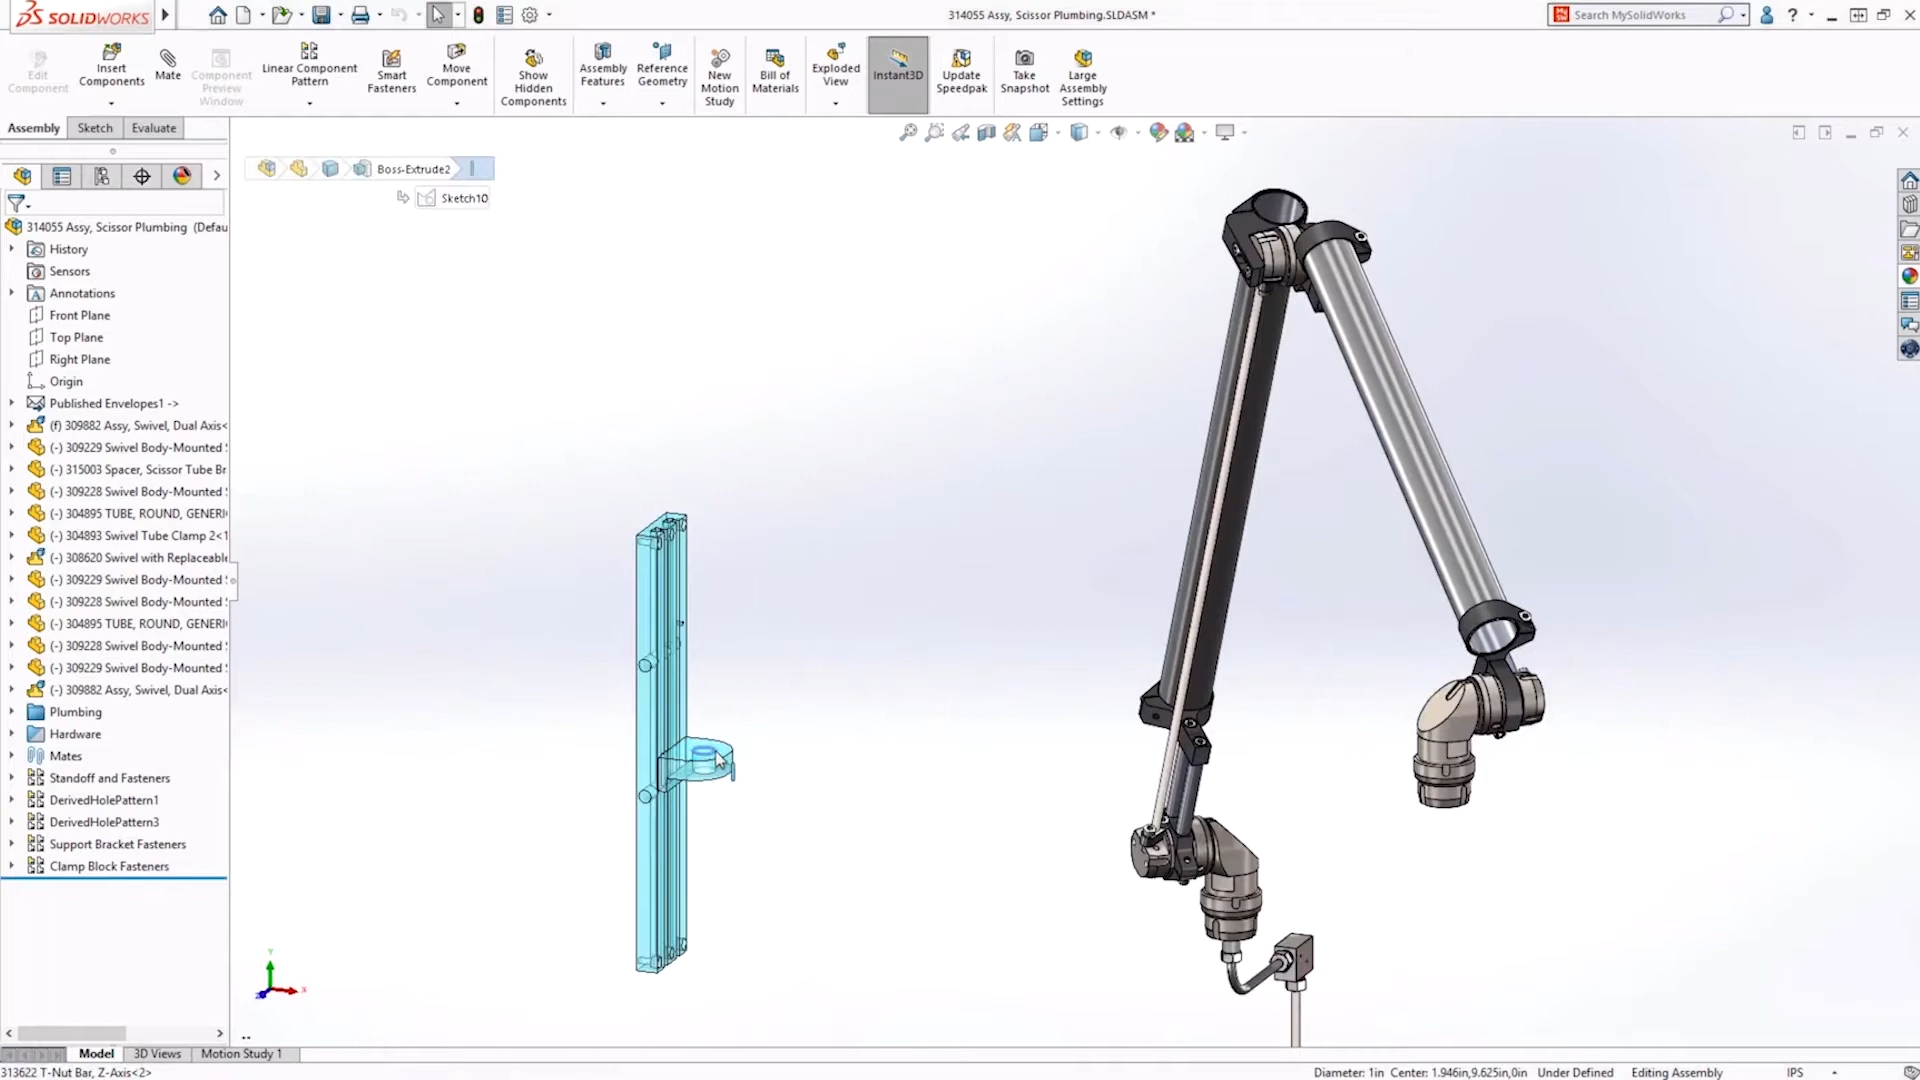 SOLIDWORKS
314055 Assy, Scissor Plumbing.SLDASM *
Search MySolidWorks
Edit Component
Insert Components
Mate
Component Preview Window
Linear Component Pattern
Smart Fasteners
Move Component
Show Hidden Components
Assembly Features
Reference Geometry
New Motion Study
Bill of Materials
Exploded View
Instant3D
Update Speedpak
Take Snapshot
Large Assembly Settings
Assembly
Sketch
Evaluate
Boss-Extrude2
Sketch10
314055 Assy, Scissor Plumbing (Defau
History
Sensors
Annotations
Front Plane
Top Plane
Right Plane
Origin
Published Envelopes1 ->
(f) 309882 Assy, Swivel, Dual Axis<
(-) 309229 Swivel Body-Mounted
(-) 315003 Spacer, Scissor Tube Br
(-) 309228 Swivel Body-Mounted
(-) 304895 TUBE, ROUND, GENERI
(-) 304893 Swivel Tube Clamp 2<1
(-) 308620 Swivel with Replaceable
(-) 309229 Swivel Body-Mounted
(-) 309228 Swivel Body-Mounted
(-) 304895 TUBE, ROUND, GENERI
(-) 309228 Swivel Body-Mounted
(-) 309229 Swivel Body-Mounted
(-) 309882 Assy, Swivel, Dual Axis<
Plumbing
Hardware
Mates
Standoff and Fasteners
DerivedHolePattern1
DerivedHolePattern3
Support Bracket Fasteners
Clamp Block Fasteners
Y
X
Z
Model
3D Views
Motion Study 1
313622 T-Nut Bar, Z-Axis<2>
Diameter: 1in Center: 1.946in,9.625in,0in
Under Defined
Editing Assembly
IPS